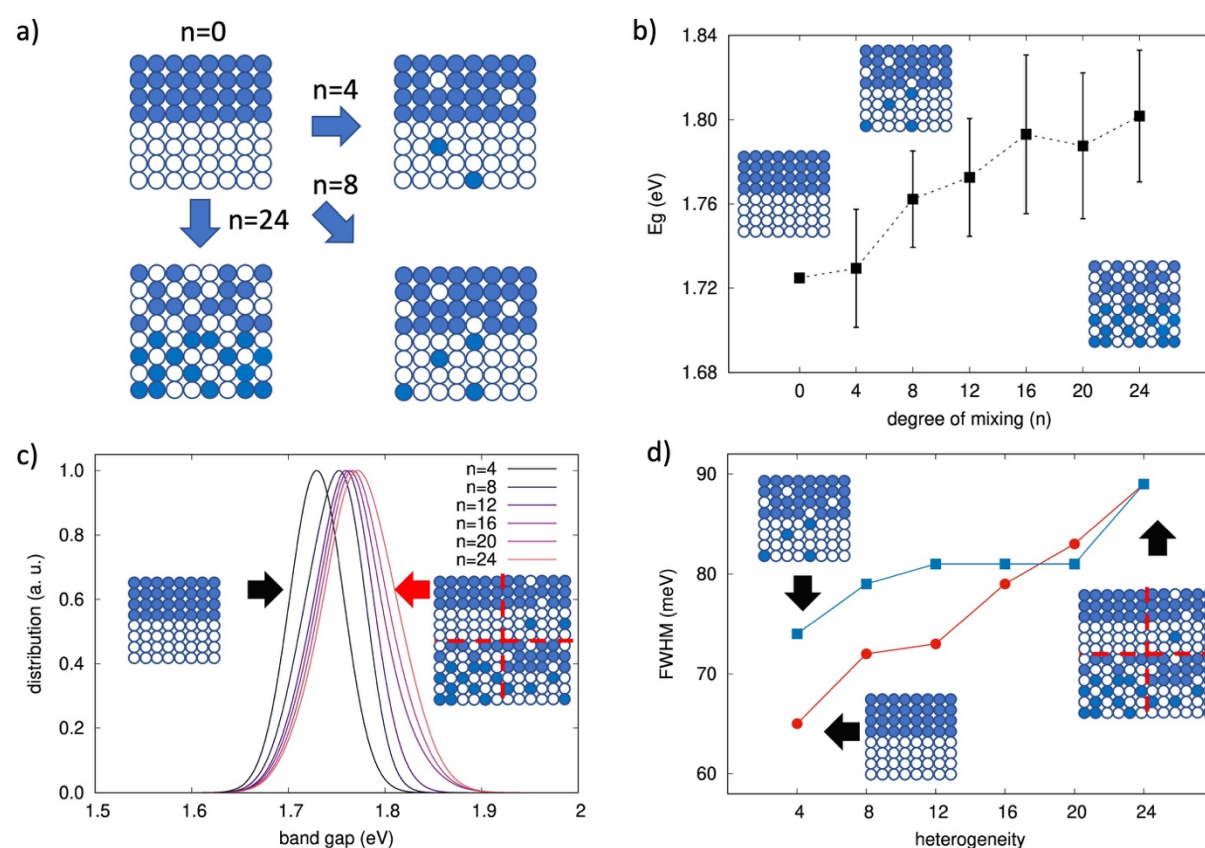 a)
n=0
n=4
n=8
n=24
b)
1.84
1.80
1.76
1.72
1.68
Eg (eV)
0 4 8 12 16 20 24
degree of mixing (n)
c)
1.0
0.8
0.6
0.4
0.2
0.0
distribution (a. u.)
n=4
n=8
n=12
n=16
n=20
n=24
1.5 1.6 1.7 1.8 1.9 2
band gap (eV)
d)
90
80
70
60
FWHM (meV)
4 8 12 16 20 24
heterogeneity